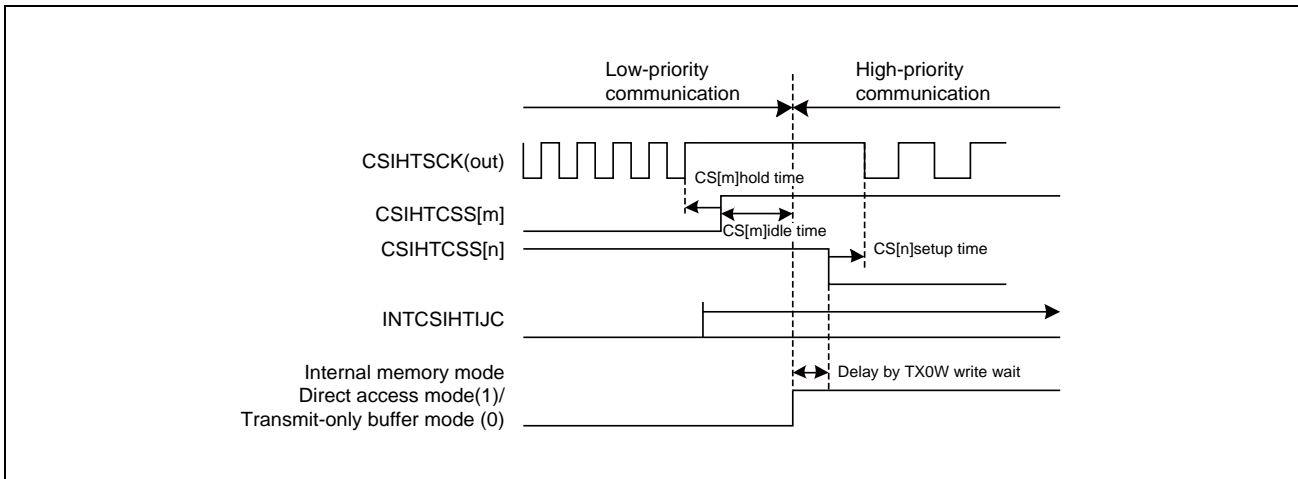 Low-priority
communication
High-priority
communication
CSIHTSCK(out)
CS[m]hold time
CSIHTCSS[m]
CS[m]idle time
CSIHTCSS[n]
CS[n]setup time
INTCSIHTIJC
Internal memory mode
Direct access mode(1)/
Transmit-only buffer mode (0)
Delay by TX0W write wait